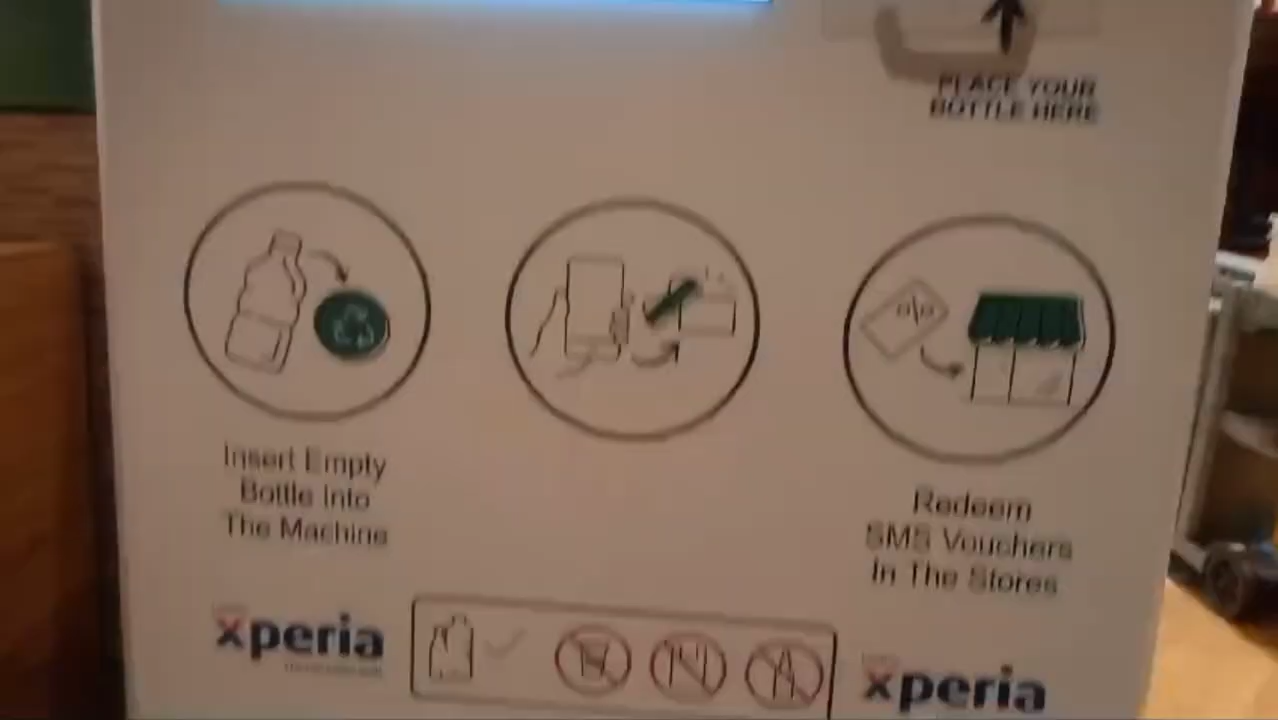 PLACE YOUR
BOTTLE HERE
Insert Empty
Bottle into
The Machine
Redeem
SMS Vouchers
In The Stores
xperia
xperia